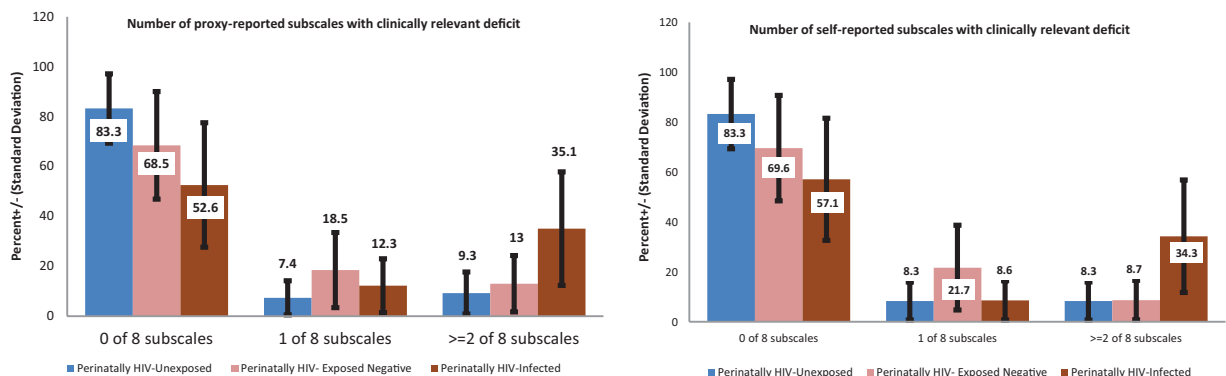 Number of proxy-reported subscales with clinically relevant deficit
Percent+/- (Standard Deviation)
120
100
80
60
40
20
0
83.3
68.5
52.6
7.4
18.5
12.3
9.3
13
35.1
0 of 8 subscales
1 of 8 subscales
>=2 of 8 subscales
Perinatally HIV-Unexposed
Perinatally HIV- Exposed Negative
Perinatally HIV-Infected
Number of self-reported subscales with clinically relevant deficit
Percent+/- (Standard Deviation)
120
100
80
60
40
20
0
83.3
69.6
57.1
8.3
21.7
8.6
8.3
8.7
34.3
0 of 8 subscales
1 of 8 subscales
>=2 of 8 subscales
Perinatally HIV-Unexposed
Perinatally HIV- Exposed Negative
Perinatally HIV-Infected